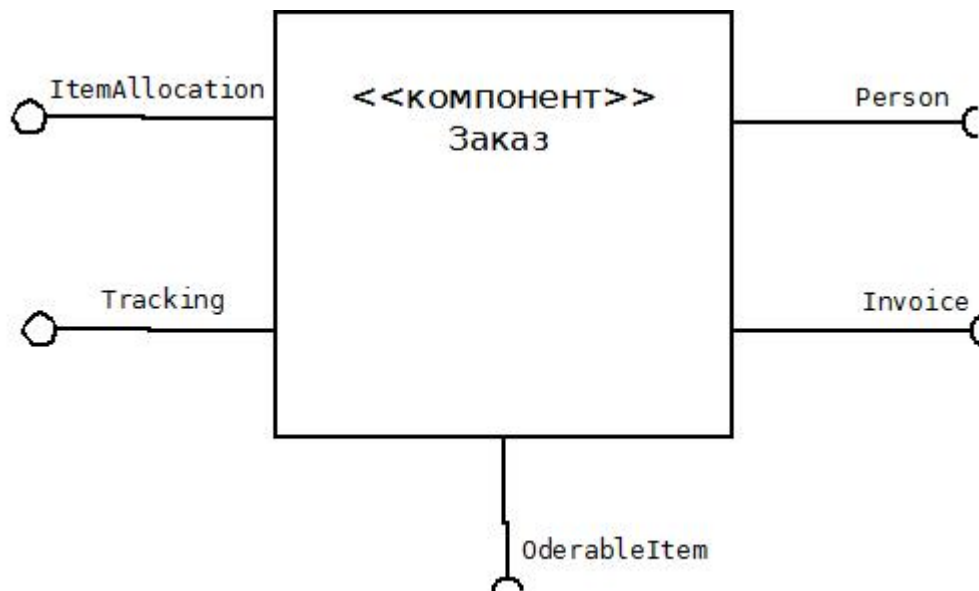 ItemAllocation
<<компонент>>
Заказ
Person
Tracking
Invoice
OderableItem